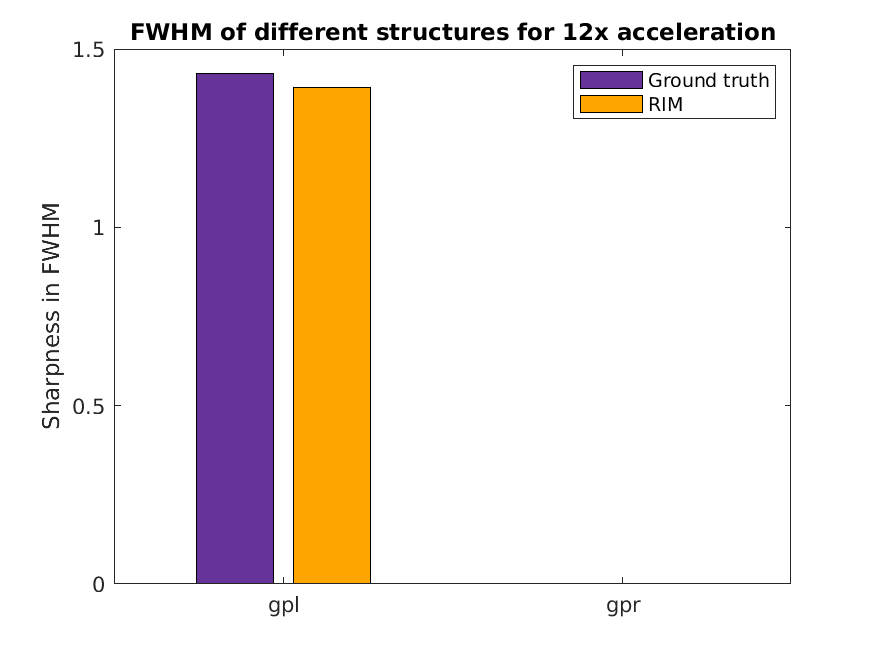 FWHM of different structures for 12x acceleration
1.5
1
0.5
0
Sharpness in FWHM
Ground truth
RIM
gpl
gpr